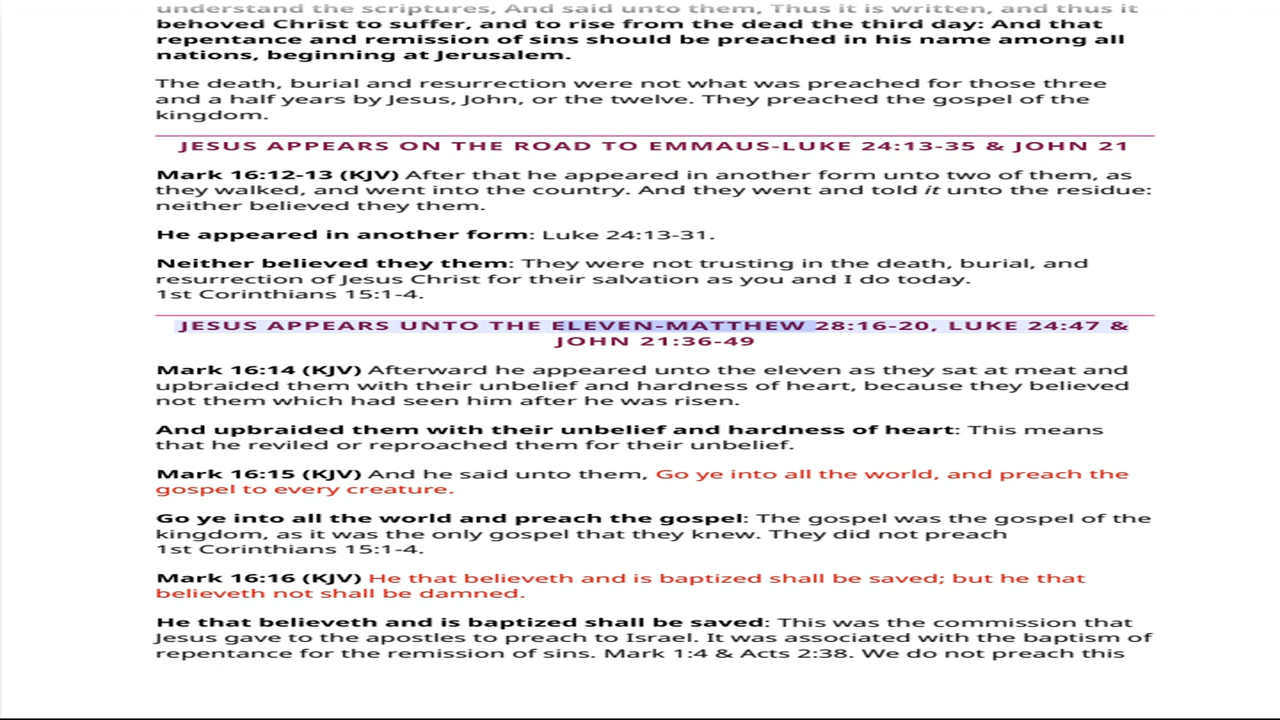 understand the scriptures, And said unto them, Thus it is written, and thus it
behoved Christ to suffer, and to rise from the dead the third day: And that
repentance and remission of sins should be preached in his name among all
nations, beginning at Jerusalem.
The death, burial and resurrection were not what was preached for those three
and a half years by Jesus, John, or the twelve. They preached the gospel of the
kingdom.
JESUS APPEARS ON THE ROAD TO EMMAUS-LUKE 24:13-35 & JOHN 21
Mark 16:12-13 (KJV) After that he appeared in another form unto two of them, as
they walked, and went into the country. And they went and told it unto the residue:
neither believed they them.
He appeared in another form: Luke 24:13-31.
Neither believed they them: They were not trusting in the death, burial, and
resurrection of Jesus Christ for their salvation as you and I do today.
1st Corinthians 15:1-4.
JESUS APPEARS UNTO THE ELEVEN-MATTHEW 28:16-20, LUKE 24:47 &
JOHN 21:36-49
Mark 16:14 (KJV) Afterward he appeared unto the eleven as they sat at meat and
upbraided them with their unbelief and hardness of heart, because they believed
not them which had seen him after he was risen.
And upbraided them with their unbelief and hardness of heart: This means
that he reviled or reproached them for their unbelief.
Mark 16:15 (KJV) And he said unto them, Go ye into all the world, and preach the
gospel to every creature.
Go ye into all the world and preach the gospel: The gospel was the gospel of the
kingdom, as it was the only gospel that they knew. They did not preach
1st Corinthians 15:1-4.
Mark 16:16 (KJV) He that believeth and is baptized shall be saved; but he that
believeth not shall be damned.
He that believeth and is baptized shall be saved: This was the commission that
Jesus gave to the apostles to preach to Israel. It was associated with the baptism of
repentance for the remission of sins. Mark 1:4 & Acts 2:38. We do not preach this